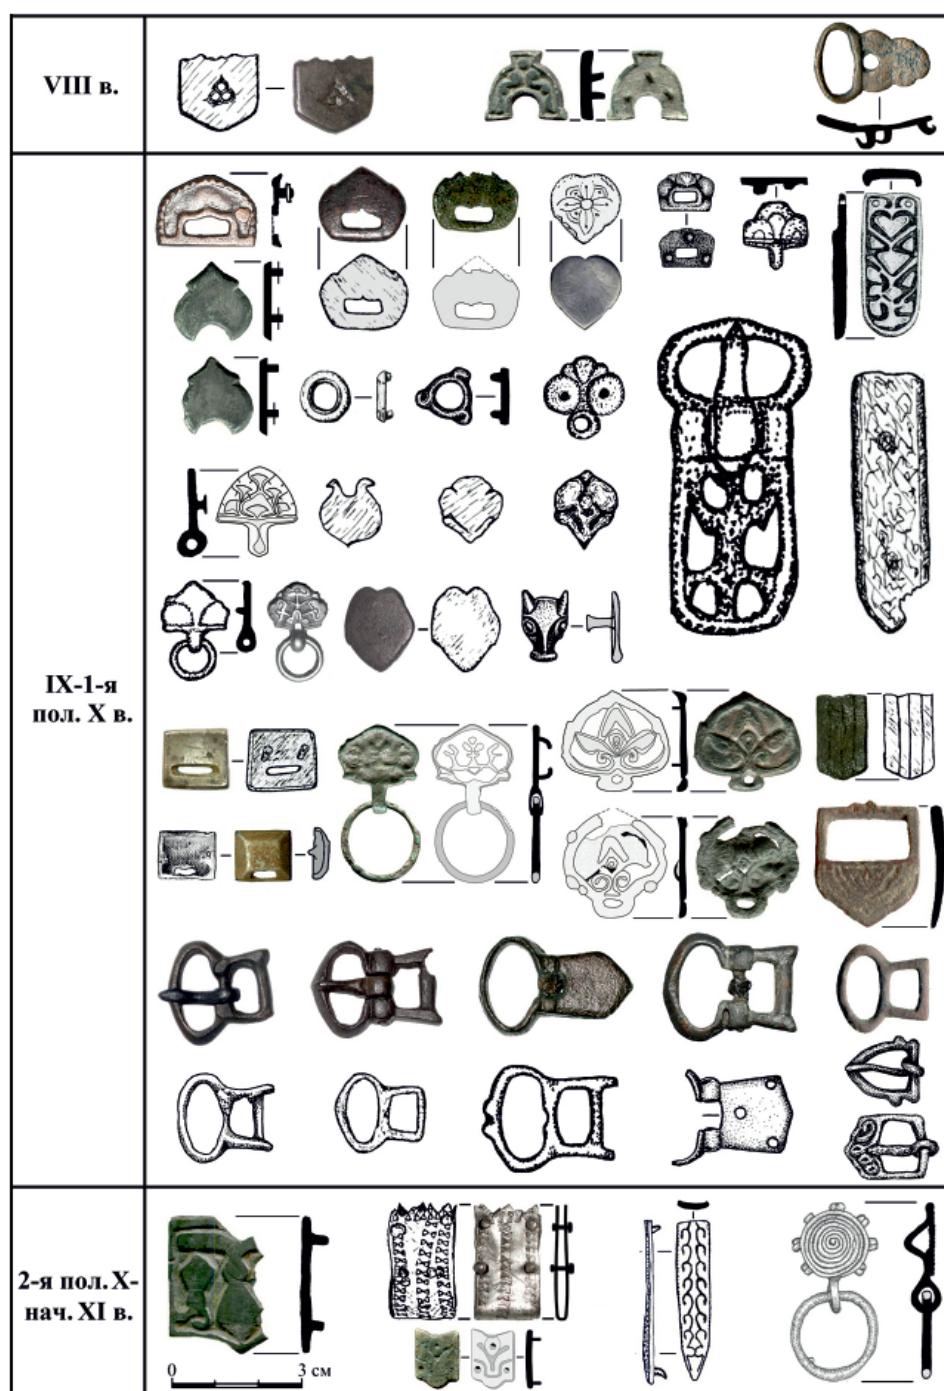 VIII в.
IX-1-я
пол. X в.
2-я пол. X-
нач. XI в.
0 3 см